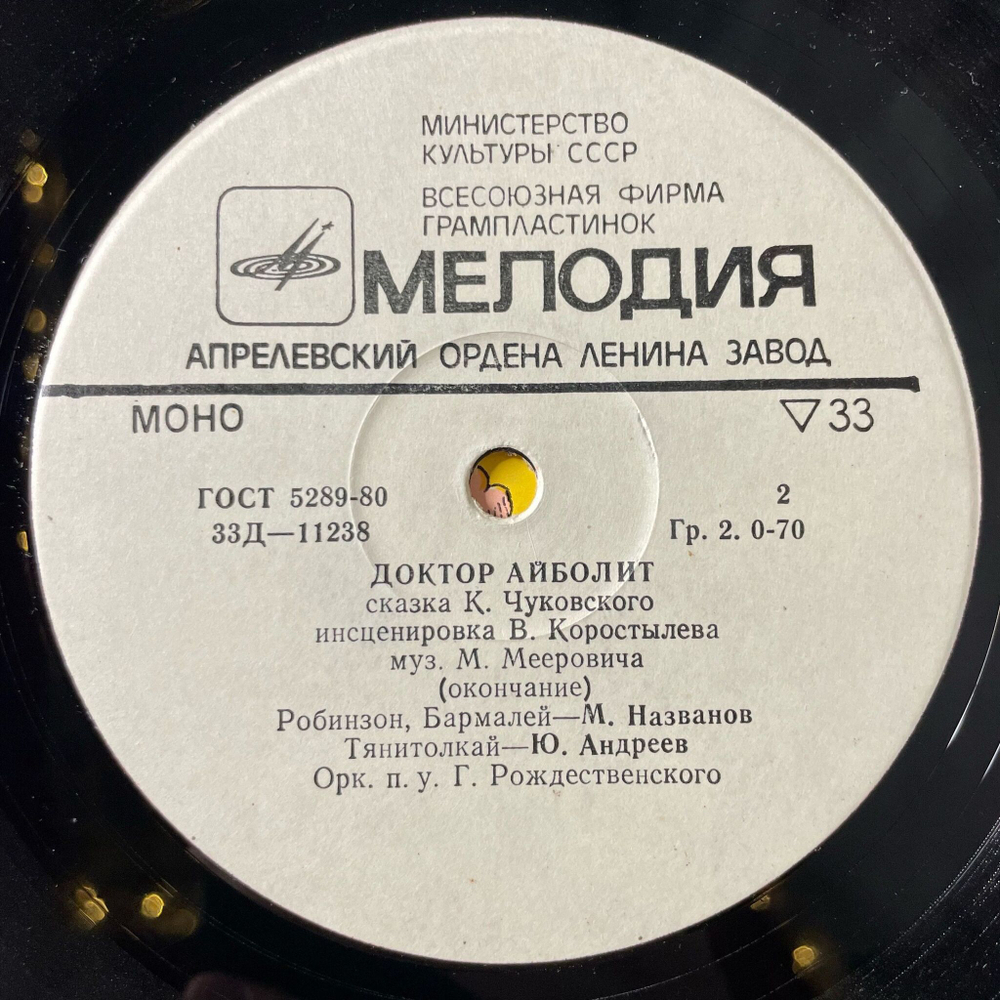 МИНИСТЕРСТВО
КУЛЬТУРЫ СССР
ВСЕСОЮЗНАЯ ФИРМА
ГРАМПЛАСТИНОК
МЕЛОДИЯ
АПРЕЛЕВСКИЙ ОРДЕНА ЛЕНИНА ЗАВОД
МОНО ▽33
ГОСТ 5289-80 2
33Д—11238 Гр. 2. 0-70
ДОКТОР АЙБОЛИТ
сказка К. Чуковского
инсценировка В. Коростылева
муз. М. Мееровича
(окончание)
Робинзон, Бармалей—М. Названов
Тянитолкай—Ю. Андреев
Орк. п. у. Г. Рождественского